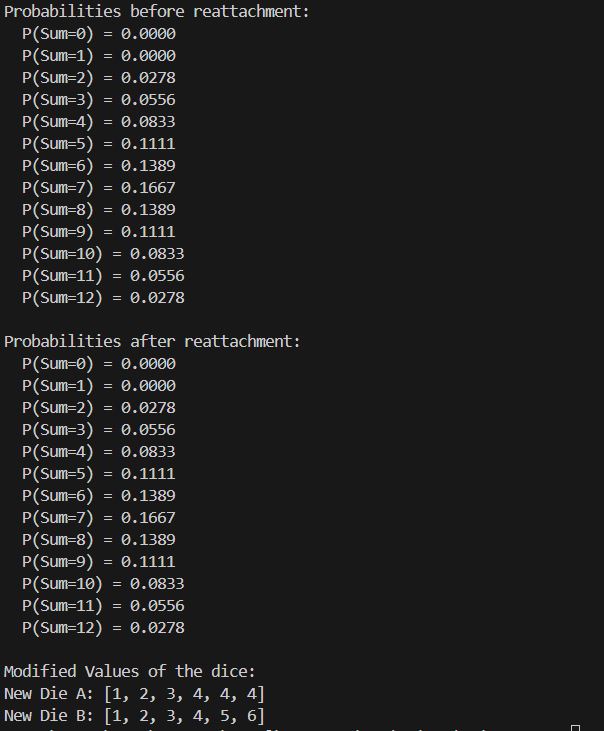 Probabilities before reattachment:
P(Sum=0) = 0.0000
P(Sum=1) = 0.0000
P(Sum=2) = 0.0278
P(Sum=3) = 0.0556
P(Sum=4) = 0.0833
P(Sum=5) = 0.1111
P(Sum=6) = 0.1389
P(Sum=7) = 0.1667
P(Sum=8) = 0.1389
P(Sum=9) = 0.1111
P(Sum=10) = 0.0833
P(Sum=11) = 0.0556
P(Sum=12) = 0.0278
Probabilities after reattachment:
P(Sum=0) = 0.0000
P(Sum=1) = 0.0000
P(Sum=2) = 0.0278
P(Sum=3) = 0.0556
P(Sum=4) = 0.0833
P(Sum=5) = 0.1111
P(Sum=6) = 0.1389
P(Sum=7) = 0.1667
P(Sum=8) = 0.1389
P(Sum=9) = 0.1111
P(Sum=10) = 0.0833
P(Sum=11) = 0.0556
P(Sum=12) = 0.0278
Modified Values of the dice:
New Die A: [1, 2, 3, 4, 4, 4]
New Die B: [1, 2, 3, 4, 5, 6]